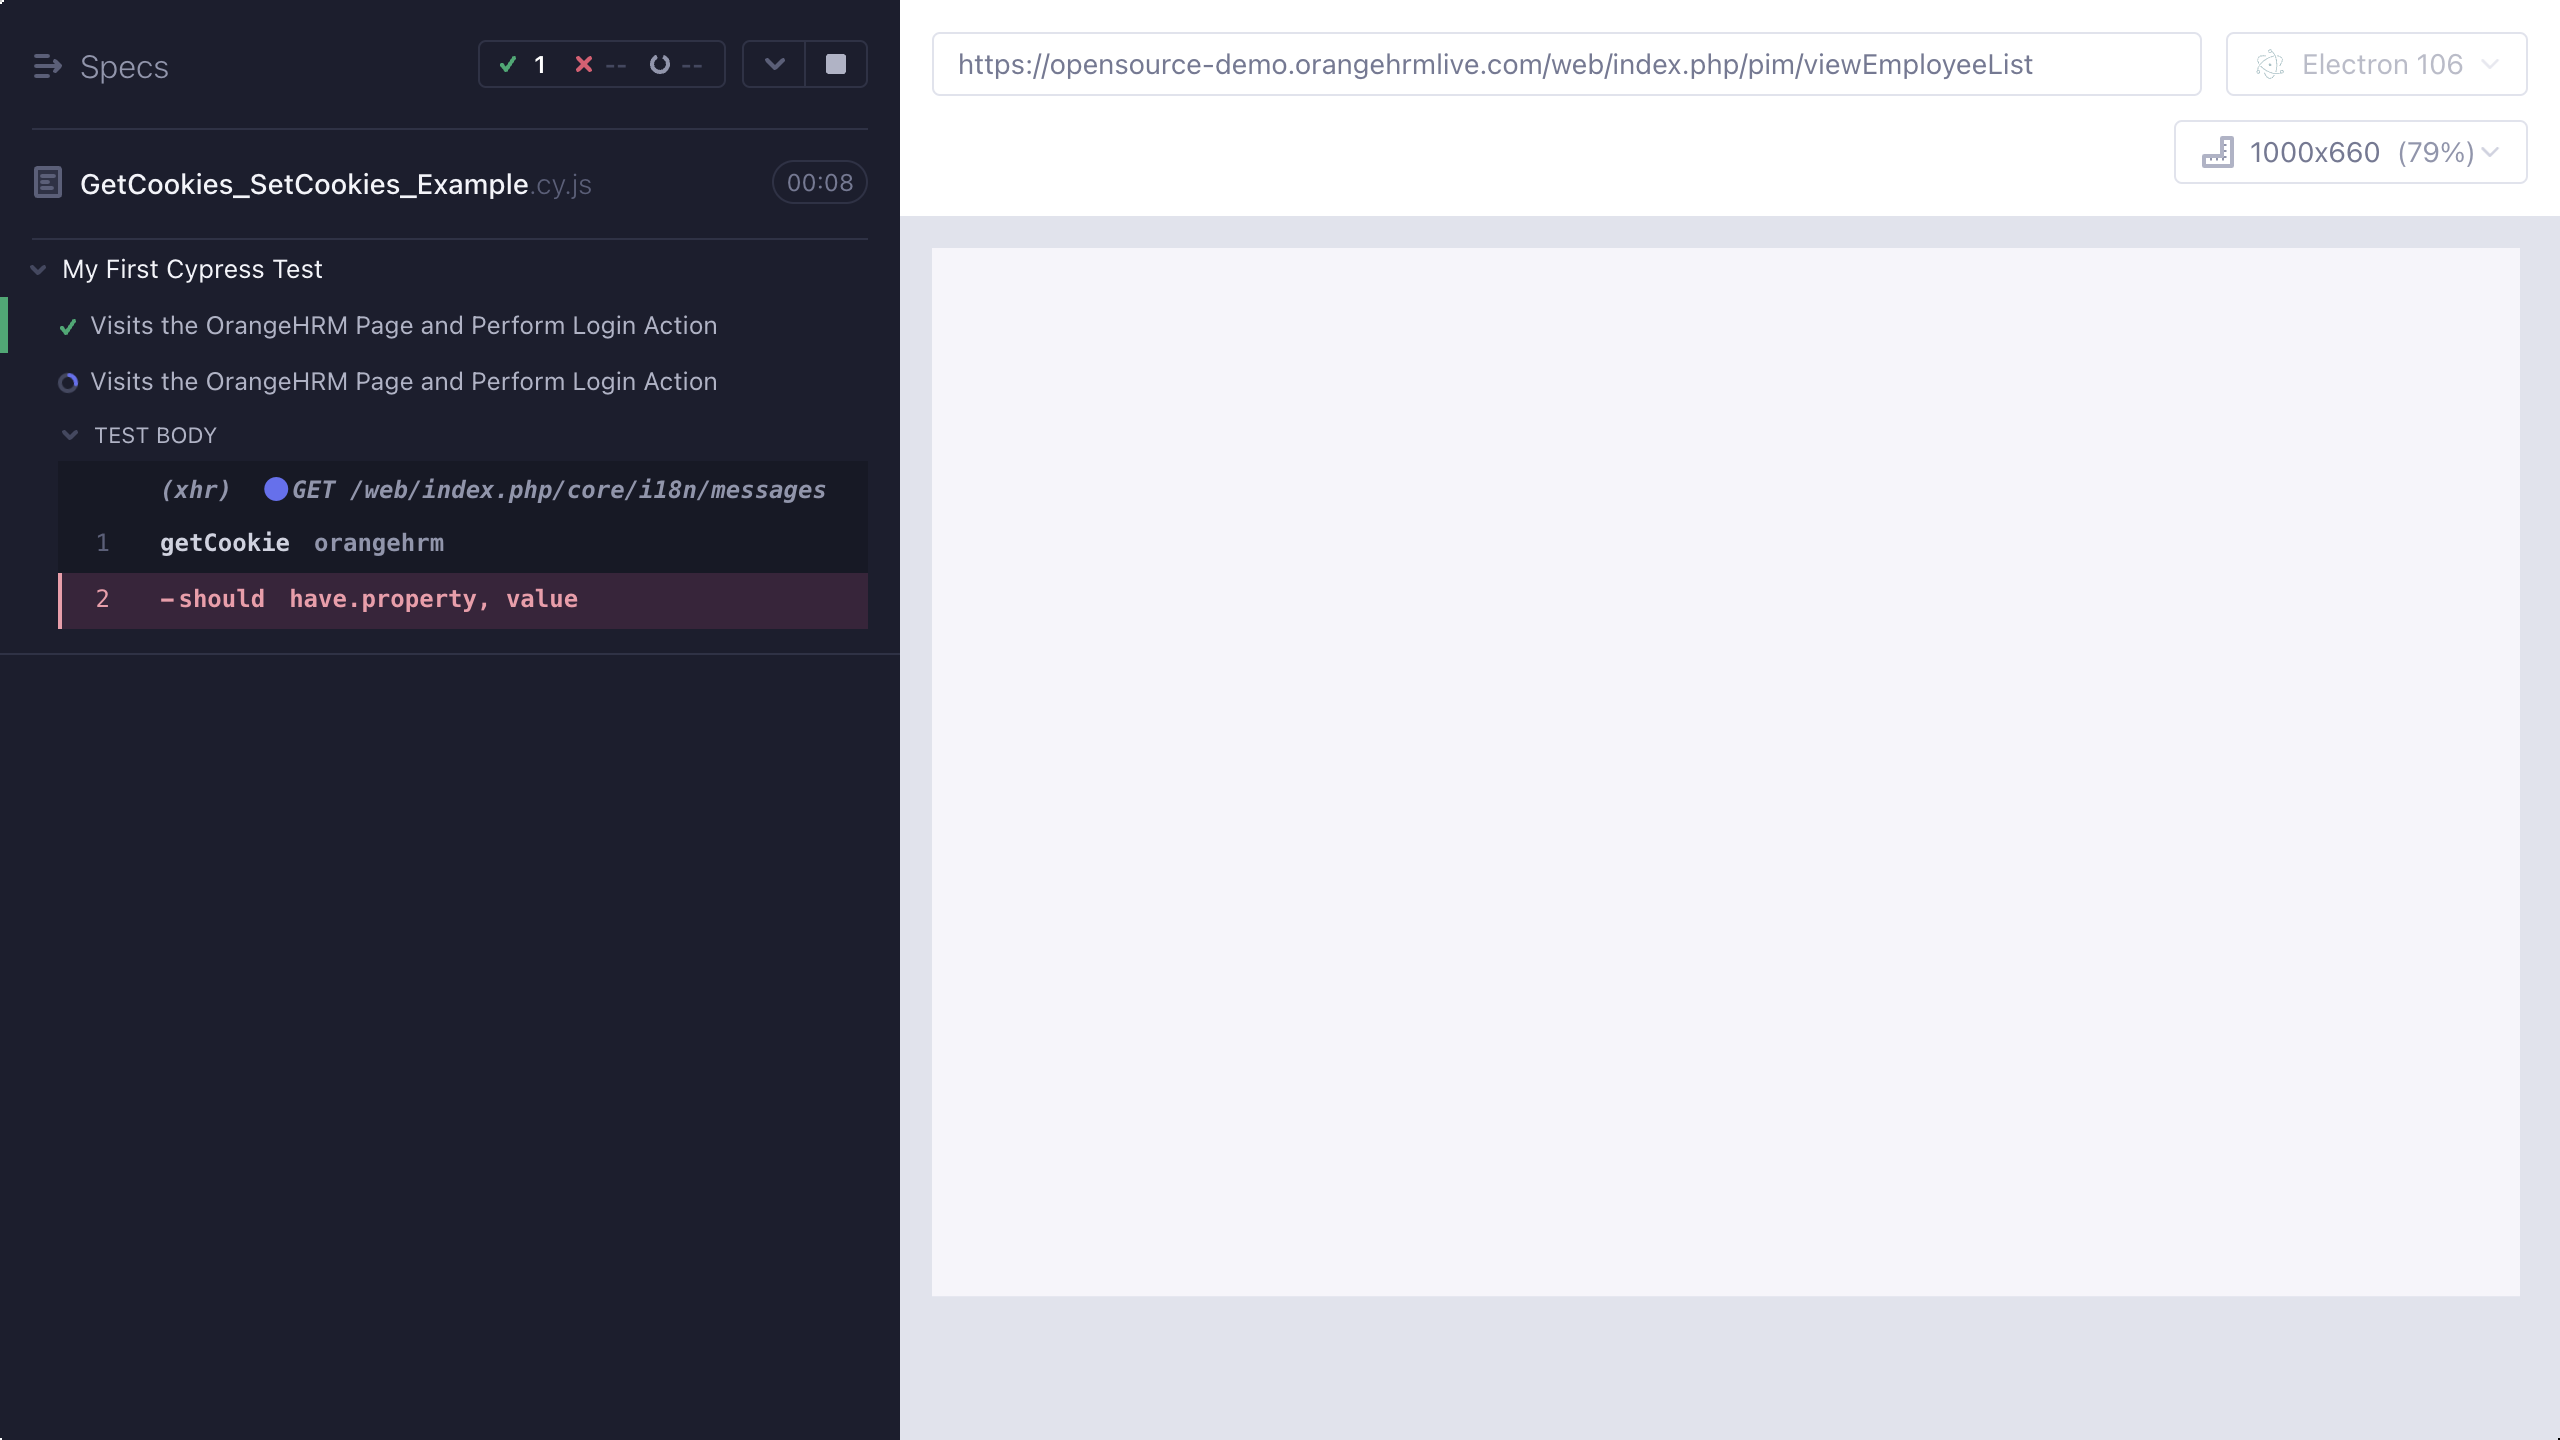 Specs
1 -- --
GetCookies_SetCookies_Example.cy.js
00:08
My First Cypress Test
Visits the OrangeHRM Page and Perform Login Action
Visits the OrangeHRM Page and Perform Login Action
TEST BODY
(xhr) GET /web/index.php/core/i18n/messages
1 getCookie orangehrm
2 -should have.property, value
https://opensource-demo.orangehrmlive.com/web/index.php/pim/viewEmployeeList
Electron 106
1000x660 (79%)